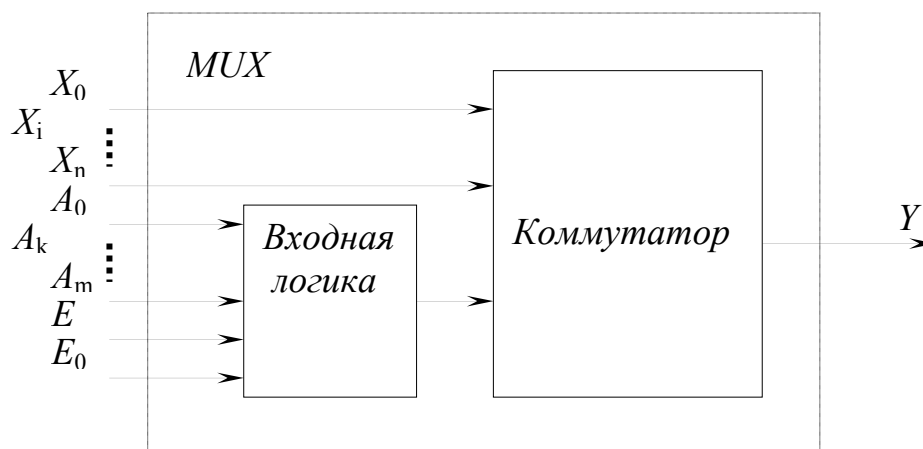 MUX
X₀
Xᵢ
Xₙ
A₀
Aₖ
Aₘ
E
E₀
Входная
логика
Коммутатор
Y